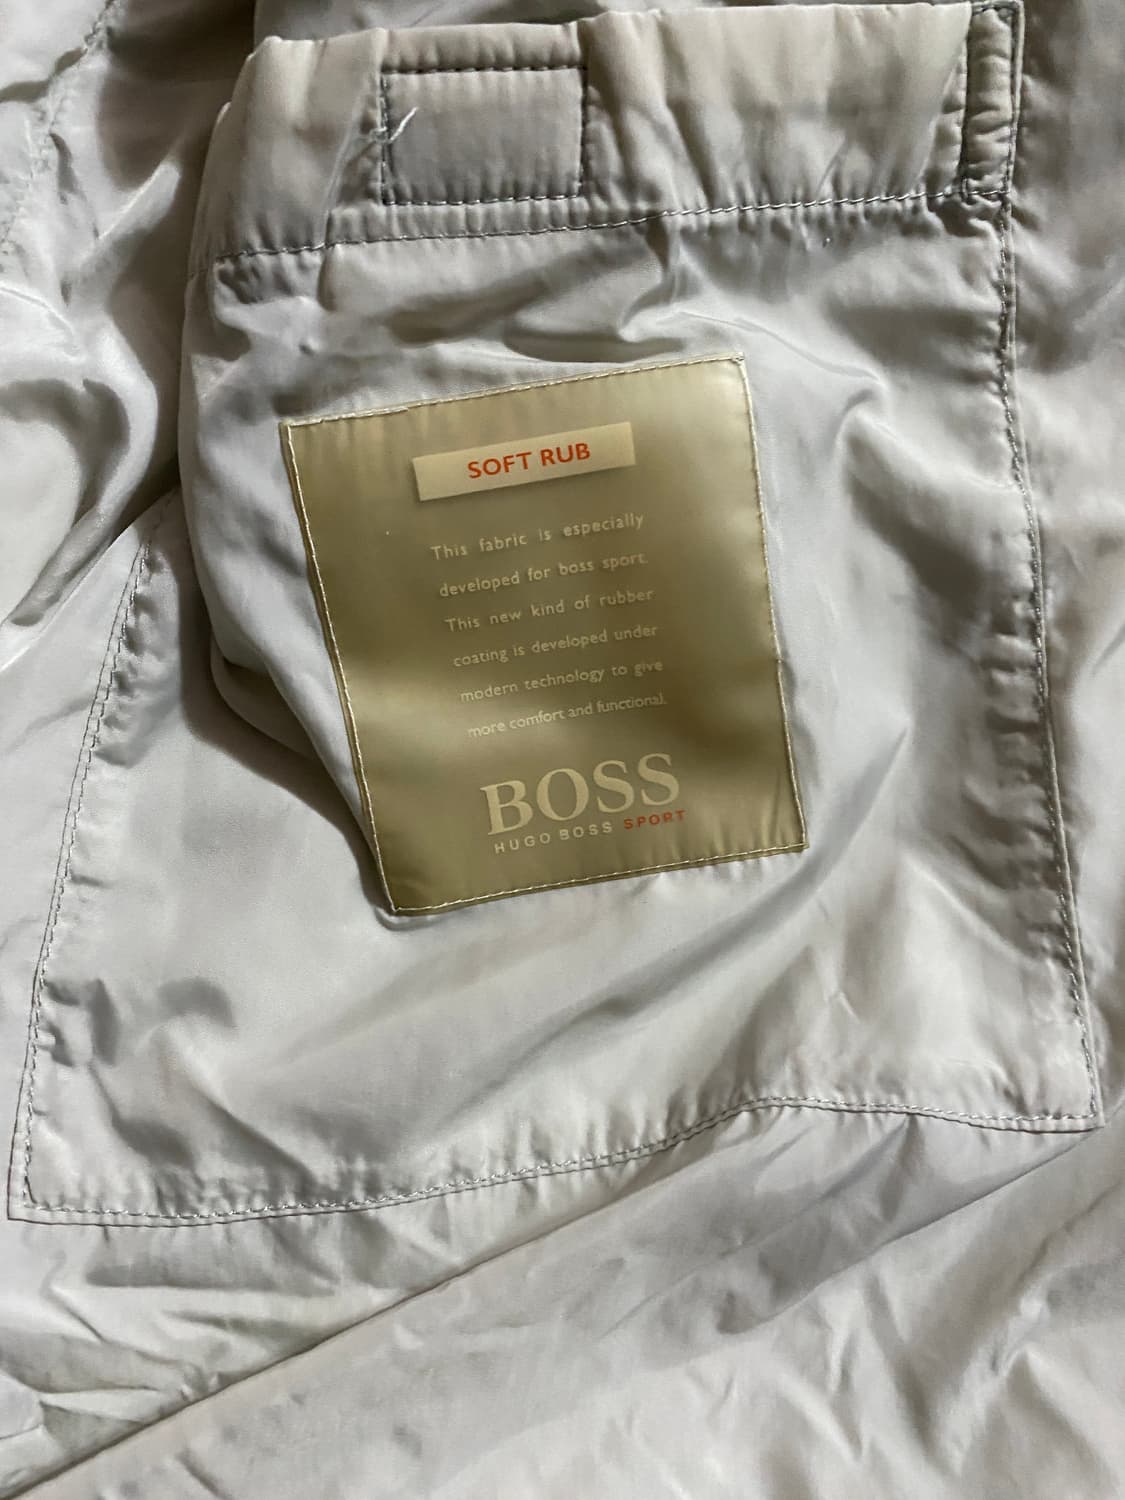 SOFT RUB
This fabric is especially
developed for boss sport.
This new kind of rubber
coating is developed under
modern technology to give
more comfort and functional.
BOSS
HUGO BOSS SPORT